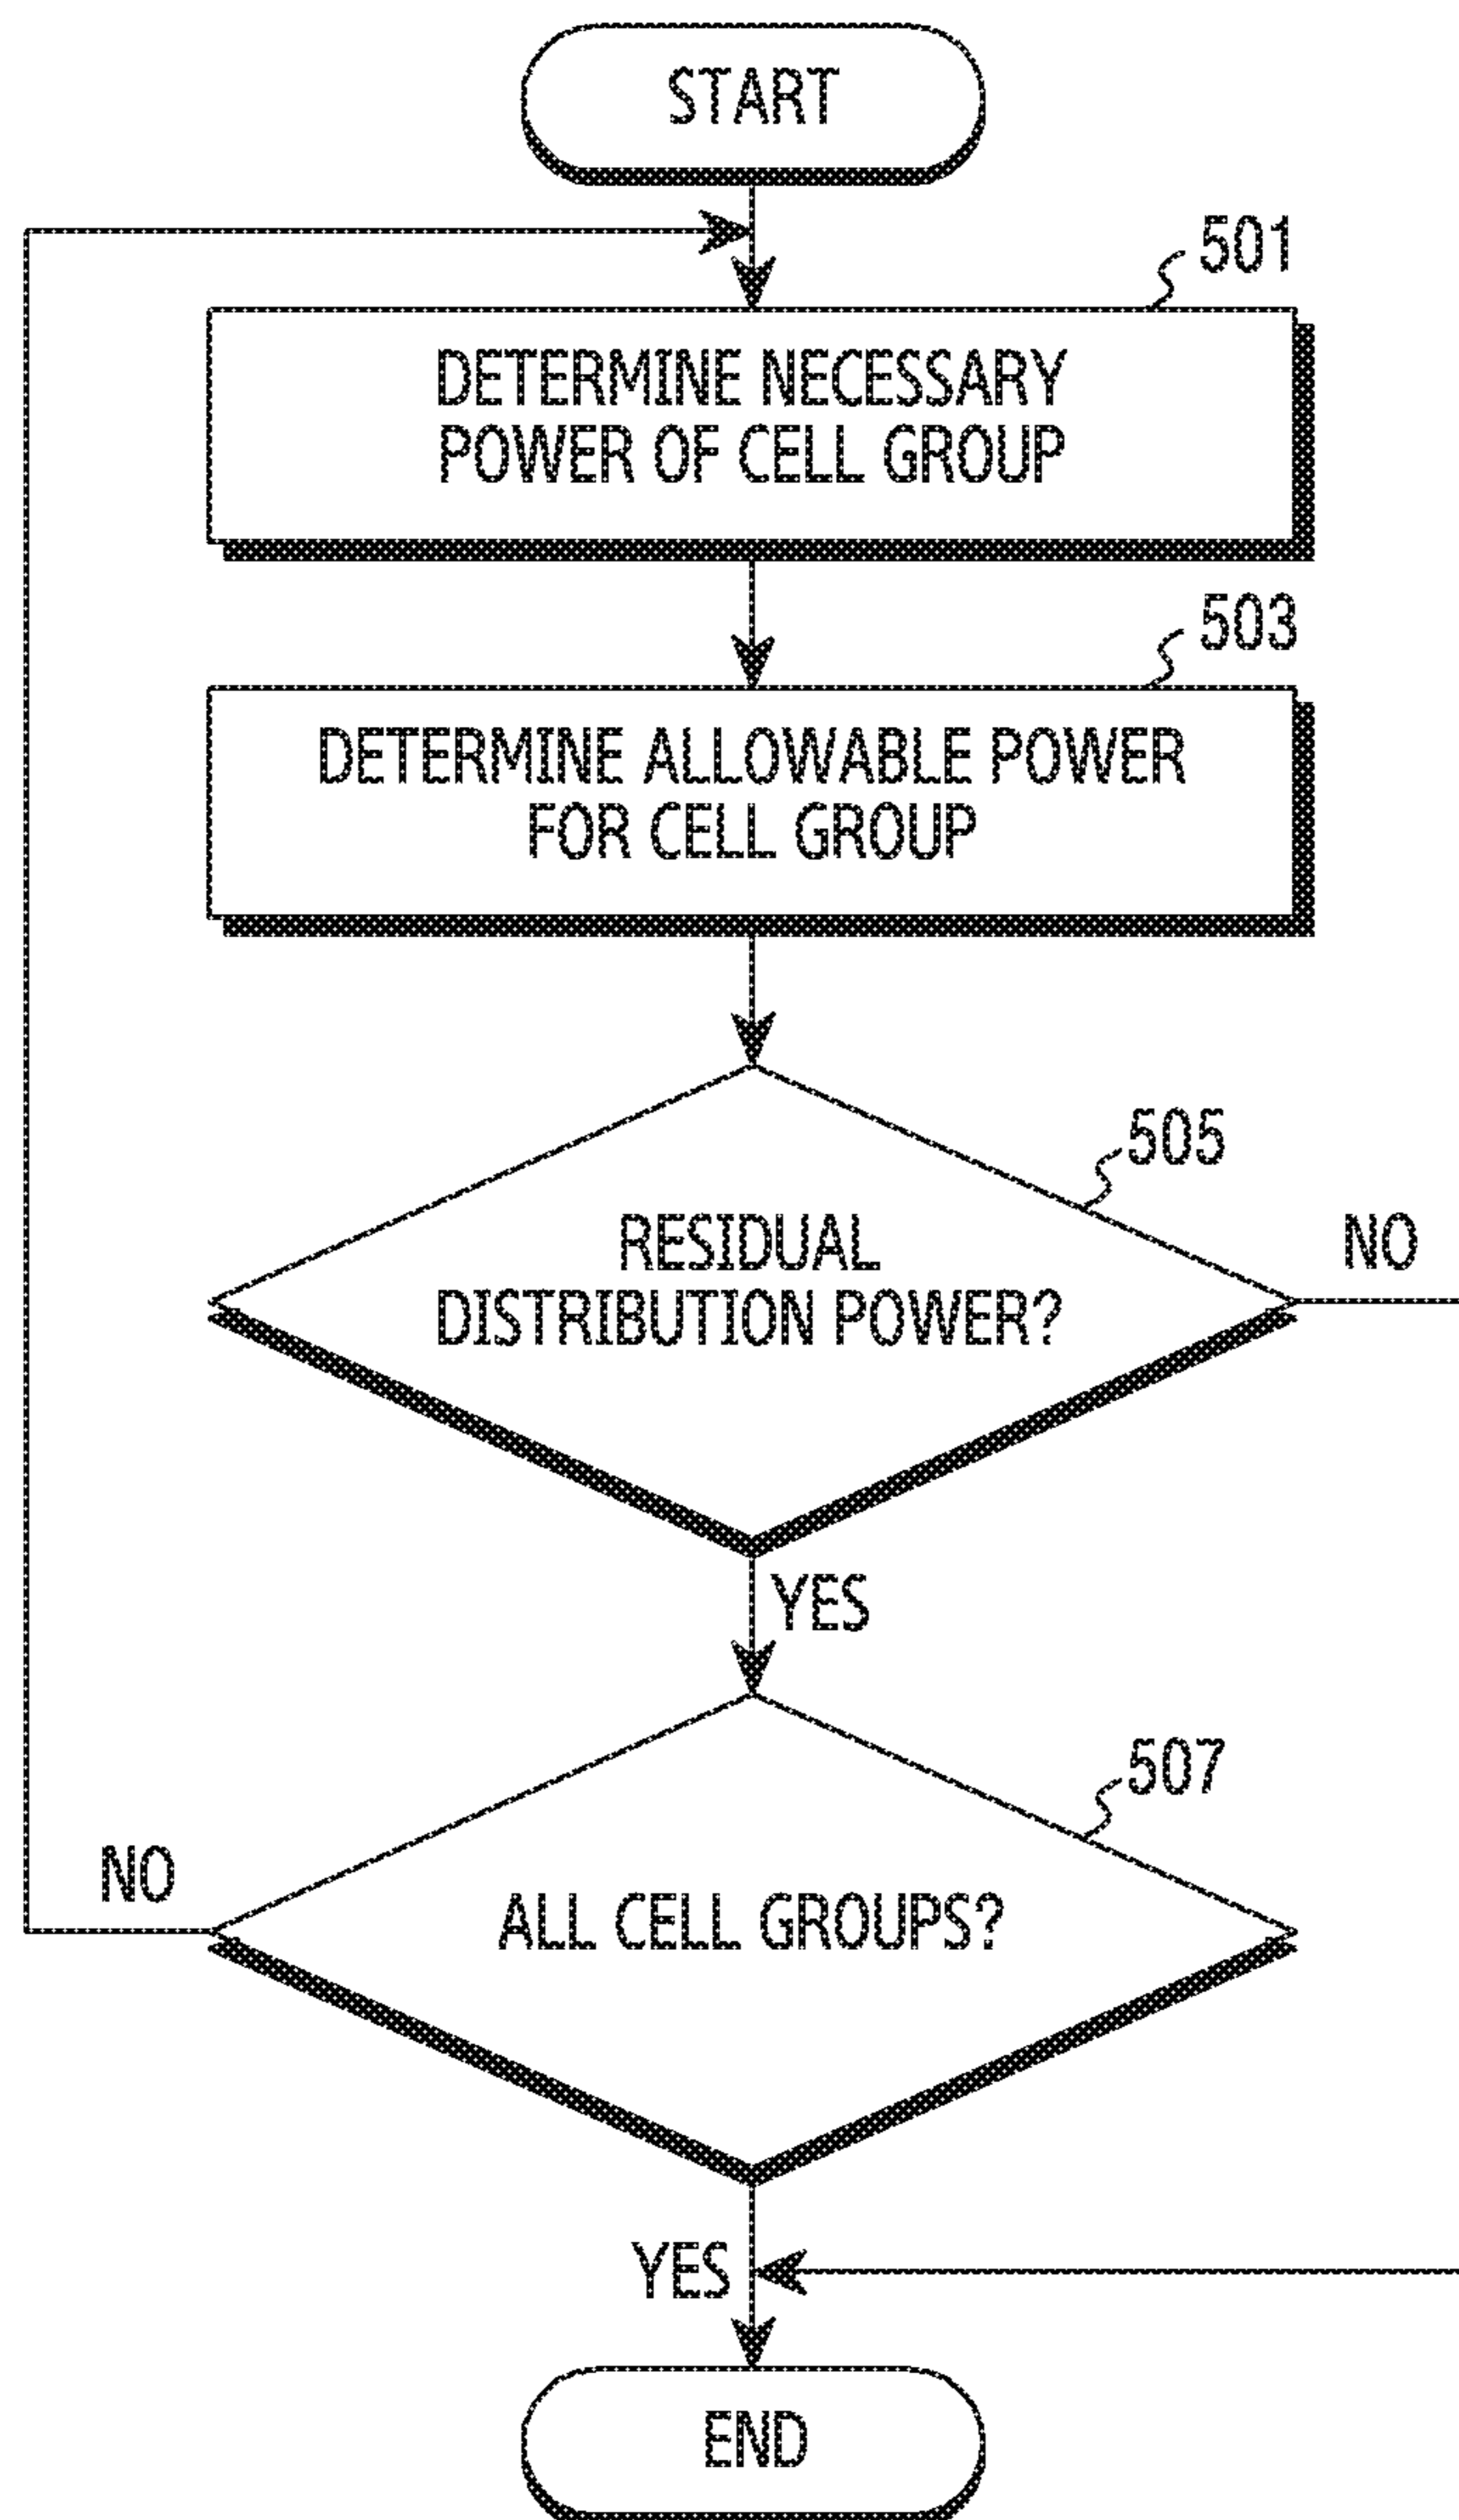 START
501
DETERMINE NECESSARY
POWER OF CELL GROUP
503
DETERMINE ALLOWABLE POWER
FOR CELL GROUP
505
RESIDUAL
DISTRIBUTION POWER?
NO
YES
507
NO
ALL CELL GROUPS?
YES
END